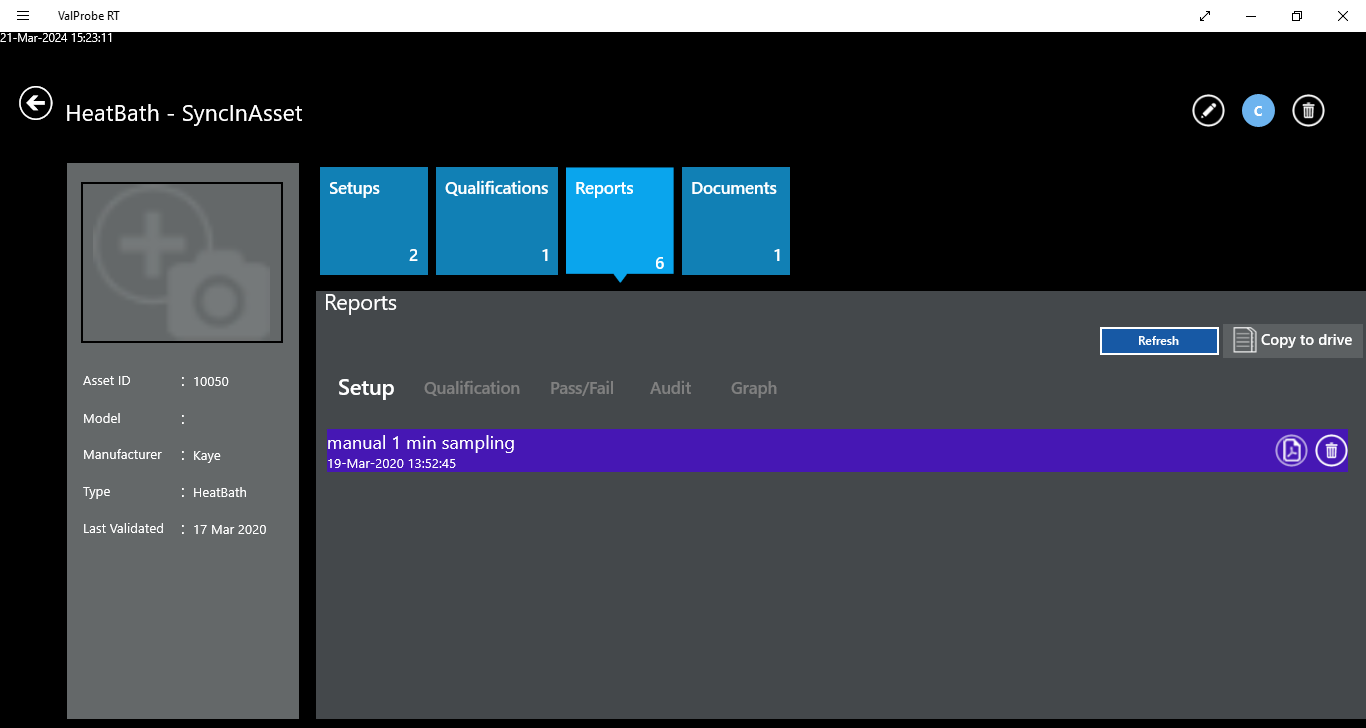 ValProbe RT
21-Mar-2024 15:23:11
HeatBath - SyncInAsset
C
Setups
2
Qualifications
1
Reports
6
Documents
1
Asset ID : 10050
Model :
Manufacturer : Kaye
Type : HeatBath
Last Validated : 17 Mar 2020
Reports
Refresh
Copy to drive
Setup Qualification Pass/Fail Audit Graph
manual 1 min sampling
19-Mar-2020 13:52:45